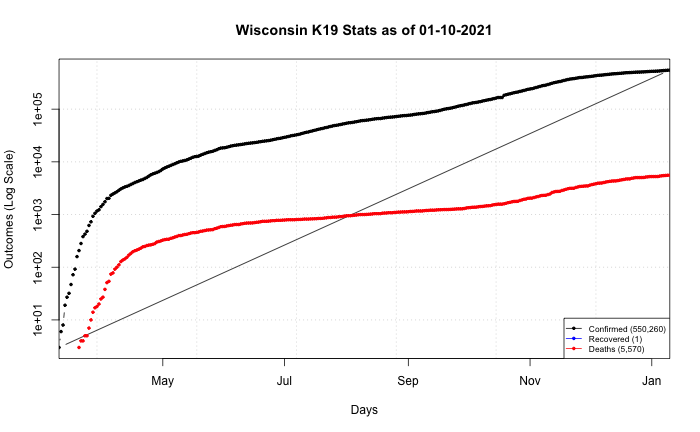 Wisconsin K19 Stats as of 01-10-2021
Outcomes (Log Scale)
1e+05
1e+04
1e+03
1e+02
1e+01
Confirmed (550,260)
Recovered (1)
Deaths (5,570)
May
Jul
Sep
Nov
Jan
Days